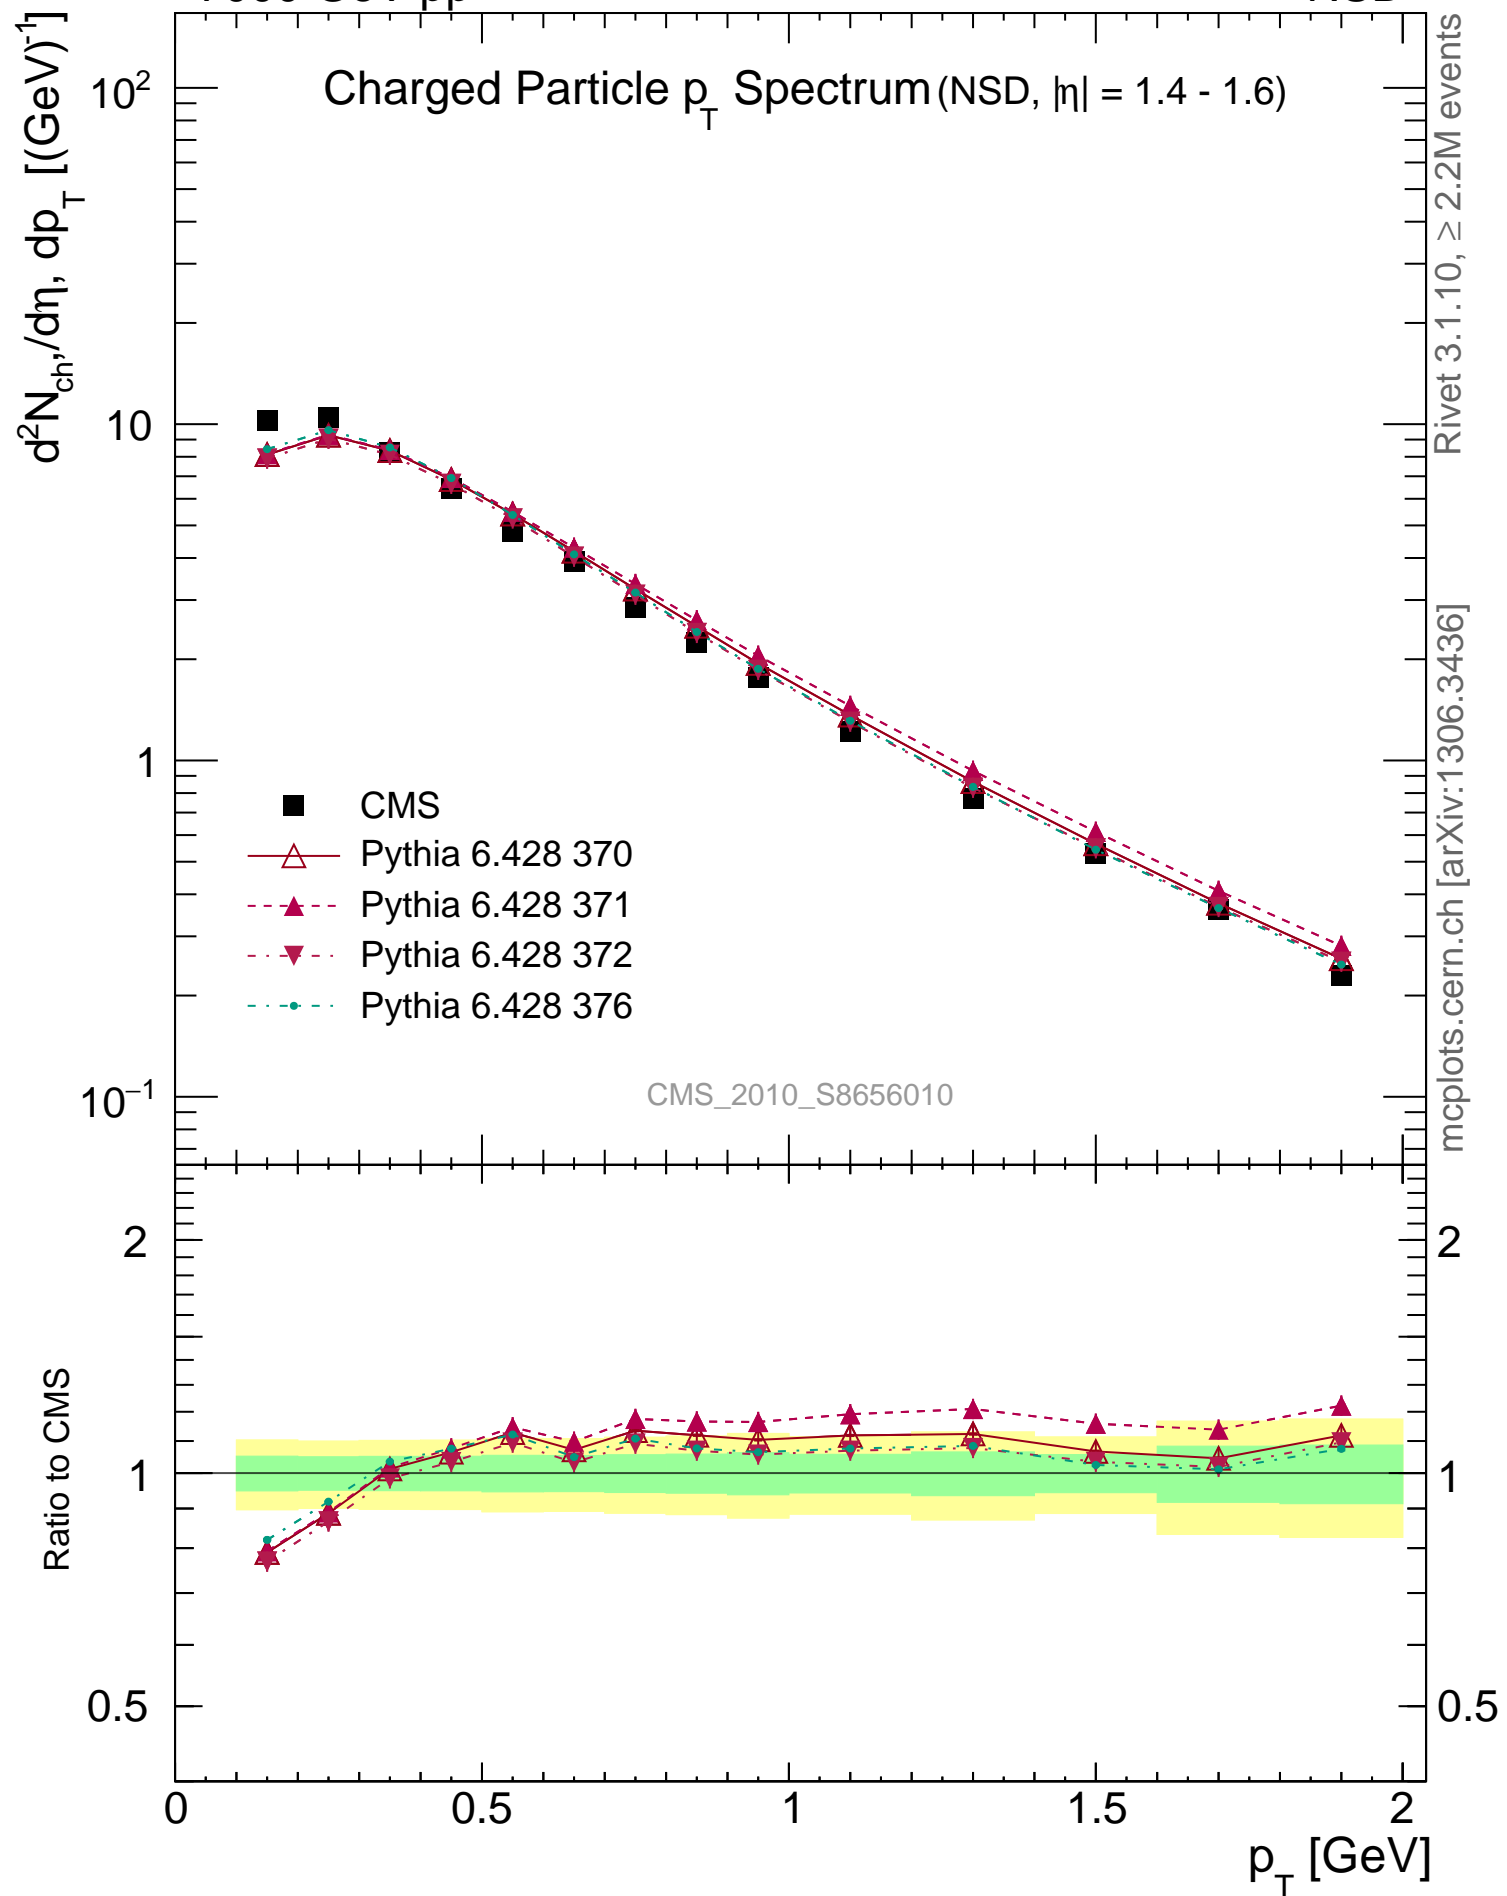 Charged Particle p_T Spectrum (NSD, |η| = 1.4 - 1.6)
d²N_ch,/dη, dp_T [(GeV)^-1]
10²
10
1
10⁻¹
CMS
Pythia 6.428 370
Pythia 6.428 371
Pythia 6.428 372
Pythia 6.428 376
CMS_2010_S8656010
Rivet 3.1.10, ≥ 2.2M events
mcplots.cern.ch [arXiv:1306.3436]
Ratio to CMS
2
1
0.5
2
1
0.5
0 0.5 1 1.5 2
p_T [GeV]